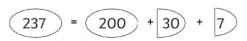 237 = 200 + 30 + 7